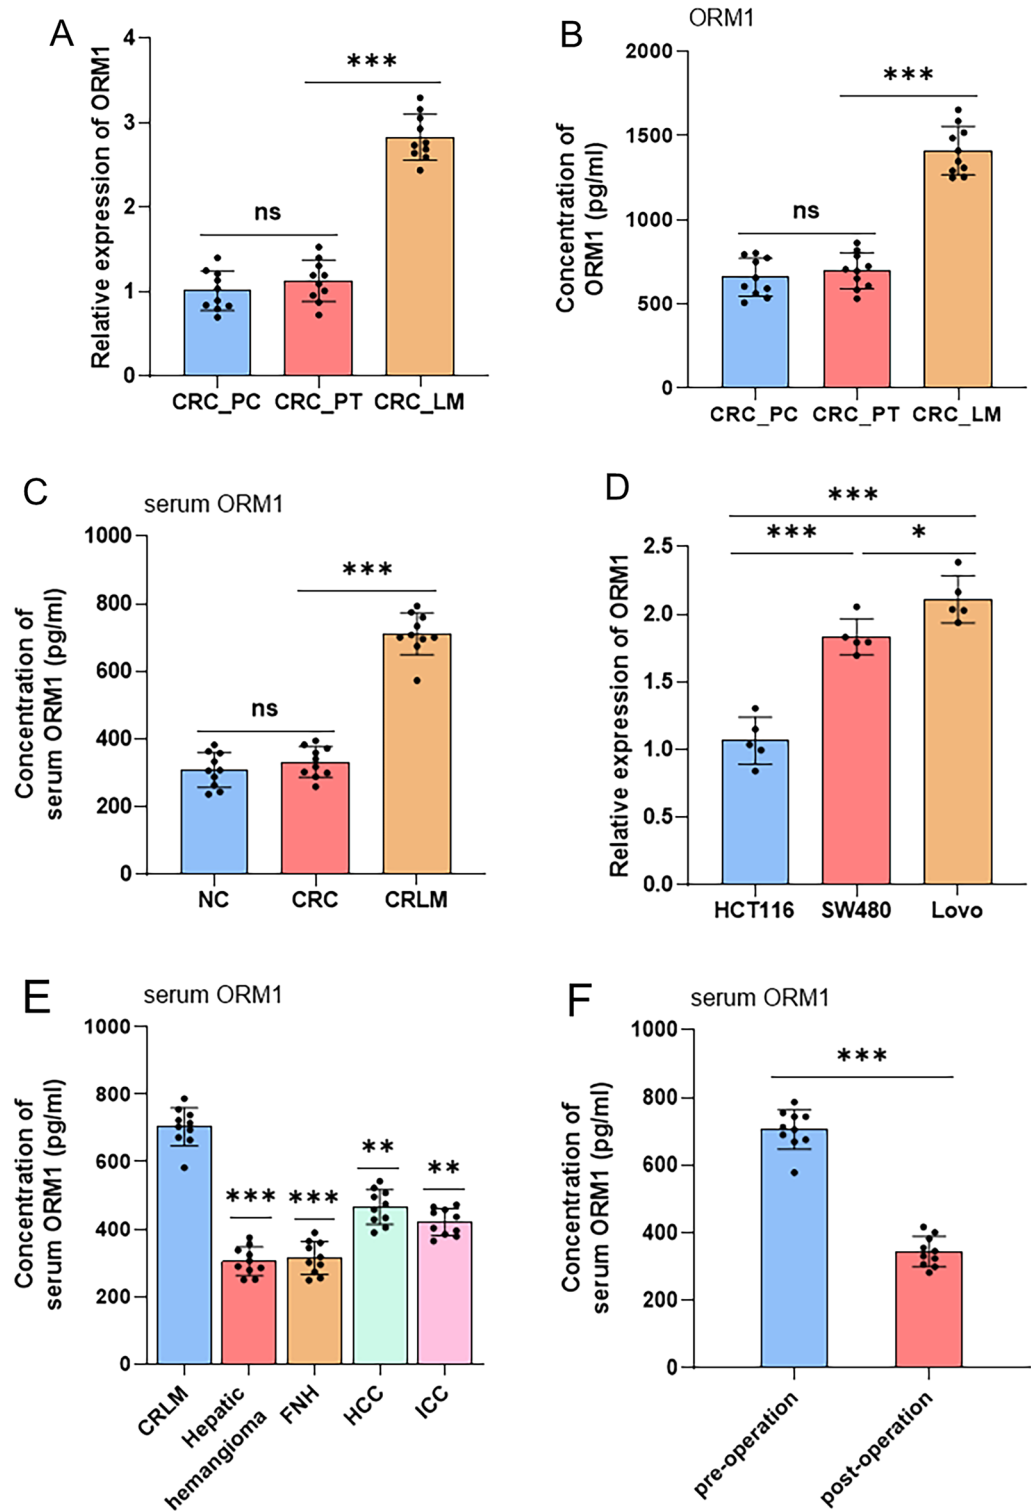 A
Relative expression of ORM1
4
3
2
1
0
ns
***
CRC_PC CRC_PT CRC_LM
B
ORM1
Concentration of
ORM1 (pg/ml)
2000
1500
1000
500
0
ns
***
CRC_PC CRC_PT CRC_LM
C
serum ORM1
Concentration of
serum ORM1 (pg/ml)
1000
800
600
400
200
0
ns
***
NC CRC CRLM
D
Relative expression of ORM1
2.5
2.0
1.5
1.0
0.5
0.0
***
*** *
HCT116 SW480 Lovo
E
serum ORM1
Concentration of
serum ORM1 (pg/ml)
1000
800
600
400
200
0
*** *** ** **
CRLM
Hepatic
hemangioma
FNH
HCC
ICC
F
serum ORM1
Concentration of
serum ORM1 (pg/ml)
1000
800
600
400
200
0
***
pre-operation
post-operation